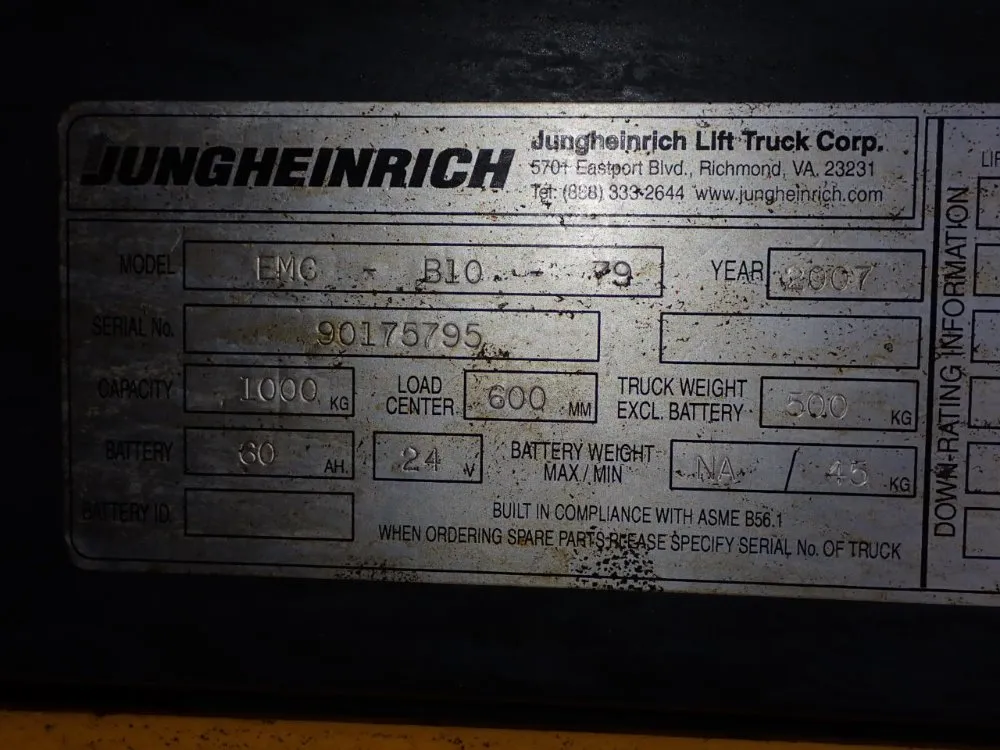 JUNGHEINRICH
Jungheinrich Lift Truck Corp.
5701 Eastport Blvd., Richmond, VA, 23231
Tel: (888) 333-2644 www.jungheinrich.com
MODEL EMC - B10 - 79 YEAR 2007
SERIAL No. 90175795
CAPACITY 1000 KG LOAD CENTER 600 MM TRUCK WEIGHT EXCL. BATTERY 500 KG
BATTERY 60 AH. 24 V BATTERY WEIGHT MAX / MIN NA / 45 KG
BATTERY ID.
BUILT IN COMPLIANCE WITH ASME B56.1
WHEN ORDERING SPARE PARTS PLEASE SPECIFY SERIAL No. OF TRUCK
DOWN-RATING INFORMATION